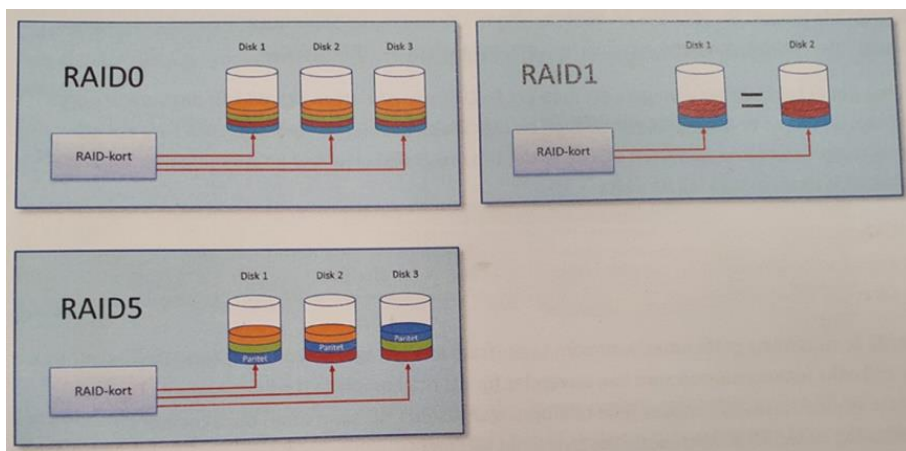 Disk 1 Disk 2 Disk 3
RAID0
RAID-kort
Disk 1 Disk 2
RAID1
=
RAID-kort
Disk 1 Disk 2 Disk 3
RAID5
Paritet
Paritet
Paritet
RAID-kort